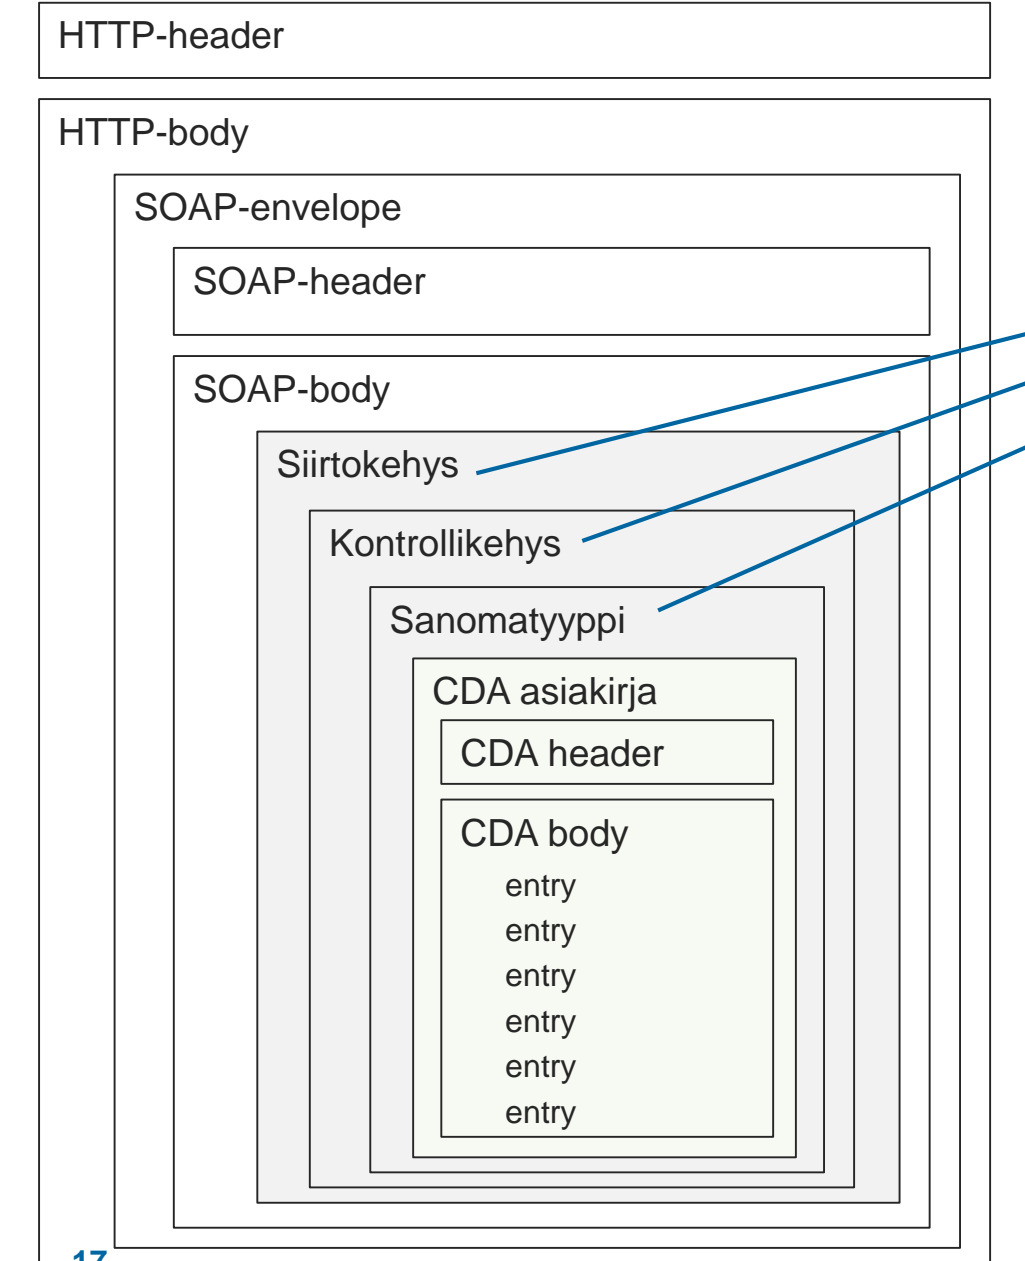 HTTP-header
HTTP-body
SOAP-envelope
SOAP-header
SOAP-body
Siirtokehys
Kontrollikehys
Sanomatyyppi
CDA asiakirja
CDA header
CDA body
entry
entry
entry
entry
entry
entry
17